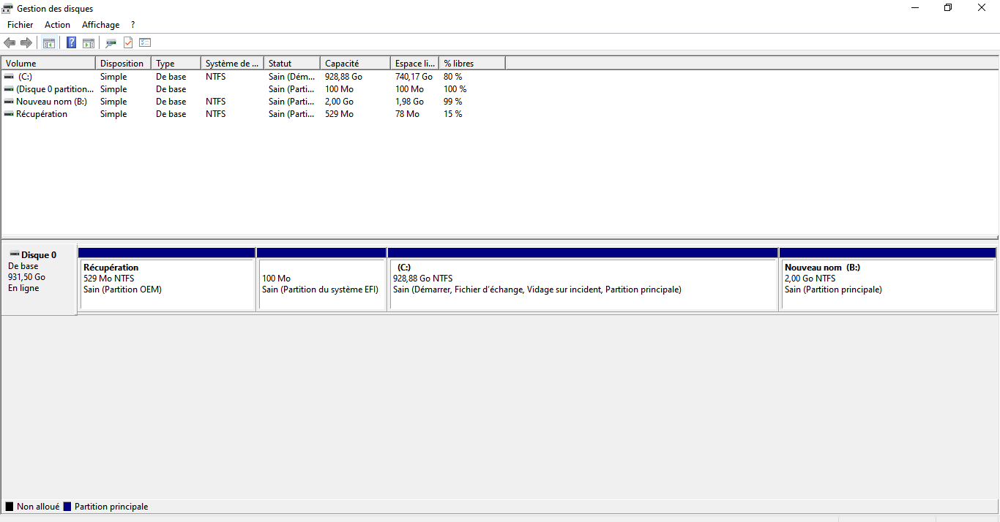 Gestion des disques
Fichier Action Affichage ?
Volume Disposition Type Système de ... Statut Capacité Espace li... % libres
(C:) Simple De base NTFS Sain (Dém... 928,88 Go 740,17 Go 80 %
(Disque 0 partition... Simple De base Sain (Parti... 100 Mo 100 Mo 100 %
Nouveau nom (B:) Simple De base NTFS Sain (Parti... 2,00 Go 1,98 Go 99 %
Récupération Simple De base NTFS Sain (Parti... 529 Mo 78 Mo 15 %
Disque 0
De base
931,50 Go
En ligne
Récupération
529 Mo NTFS
Sain (Partition OEM)
100 Mo
Sain (Partition du système EFI)
(C:)
928,88 Go NTFS
Sain (Démarrer, Fichier d'échange, Vidage sur incident, Partition principale)
Nouveau nom (B:)
2,00 Go NTFS
Sain (Partition principale)
Non alloué Partition principale